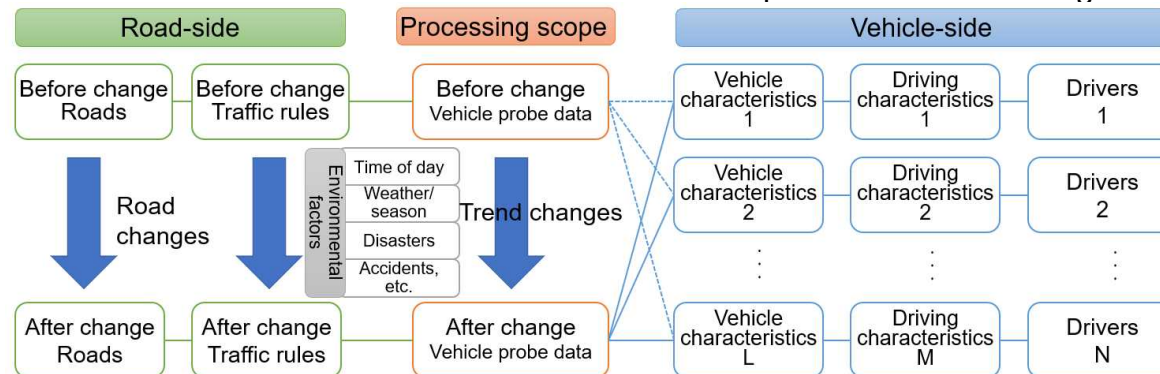 Road-side
Processing scope
Vehicle-side
Before change
Roads
Before change
Traffic rules
Before change
Vehicle probe data
Vehicle
characteristics
1
Driving
characteristics
1
Drivers
1
Road
changes
Environmental
factors
Time of day
Weather/
season
Disasters
Accidents,
etc.
Trend changes
Vehicle
characteristics
2
Driving
characteristics
2
Drivers
2
After change
Roads
After change
Traffic rules
After change
Vehicle probe data
Vehicle
characteristics
L
Driving
characteristics
M
Drivers
N